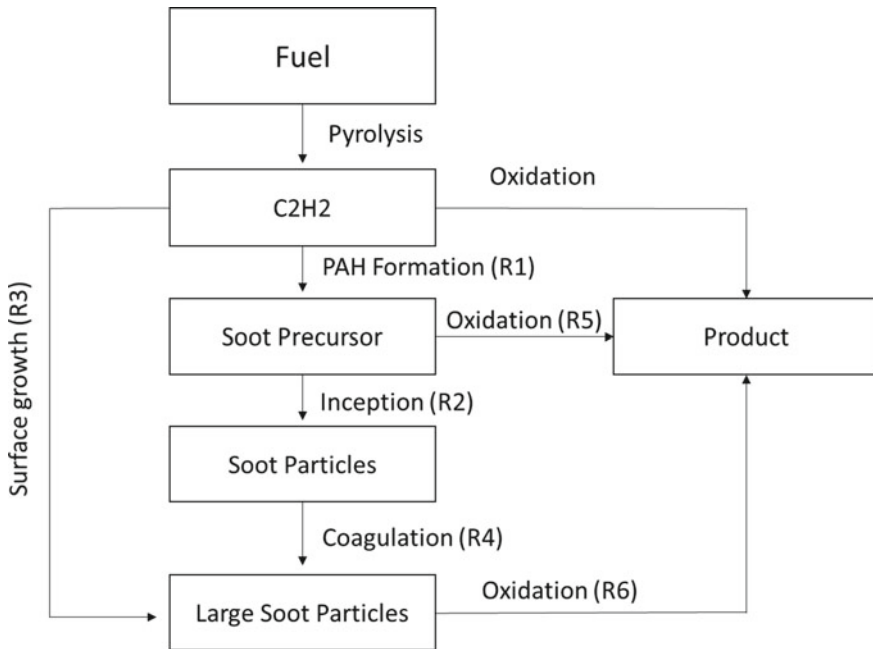 Fuel
Pyrolysis
Oxidation
C2H2
PAH Formation (R1)
Surface growth (R3)
Oxidation (R5)
Soot Precursor
Product
Inception (R2)
Soot Particles
Coagulation (R4)
Oxidation (R6)
Large Soot Particles